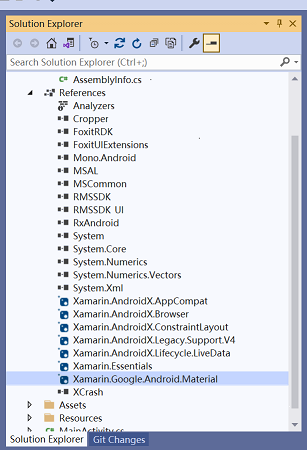 Solution Explorer
Search Solution Explorer (Ctrl+;)
AssemblyInfo.cs
References
Analyzers
Cropper
FoxitRDK
FoxitUIExtensions
Mono.Android
MSAL
MSCommon
RMSSDK
RMSSDK UI
RxAndroid
System
System.Core
System.Numerics
System.Numerics.Vectors
System.Xml
Xamarin.AndroidX.AppCompat
Xamarin.AndroidX.Browser
Xamarin.AndroidX.ConstraintLayout
Xamarin.AndroidX.Legacy.Support.V4
Xamarin.AndroidX.Lifecycle.LiveData
Xamarin.Essentials
Xamarin.Google.Android.Material
XCrash
Assets
Resources
MainActivity.cs
Solution Explorer Git Changes